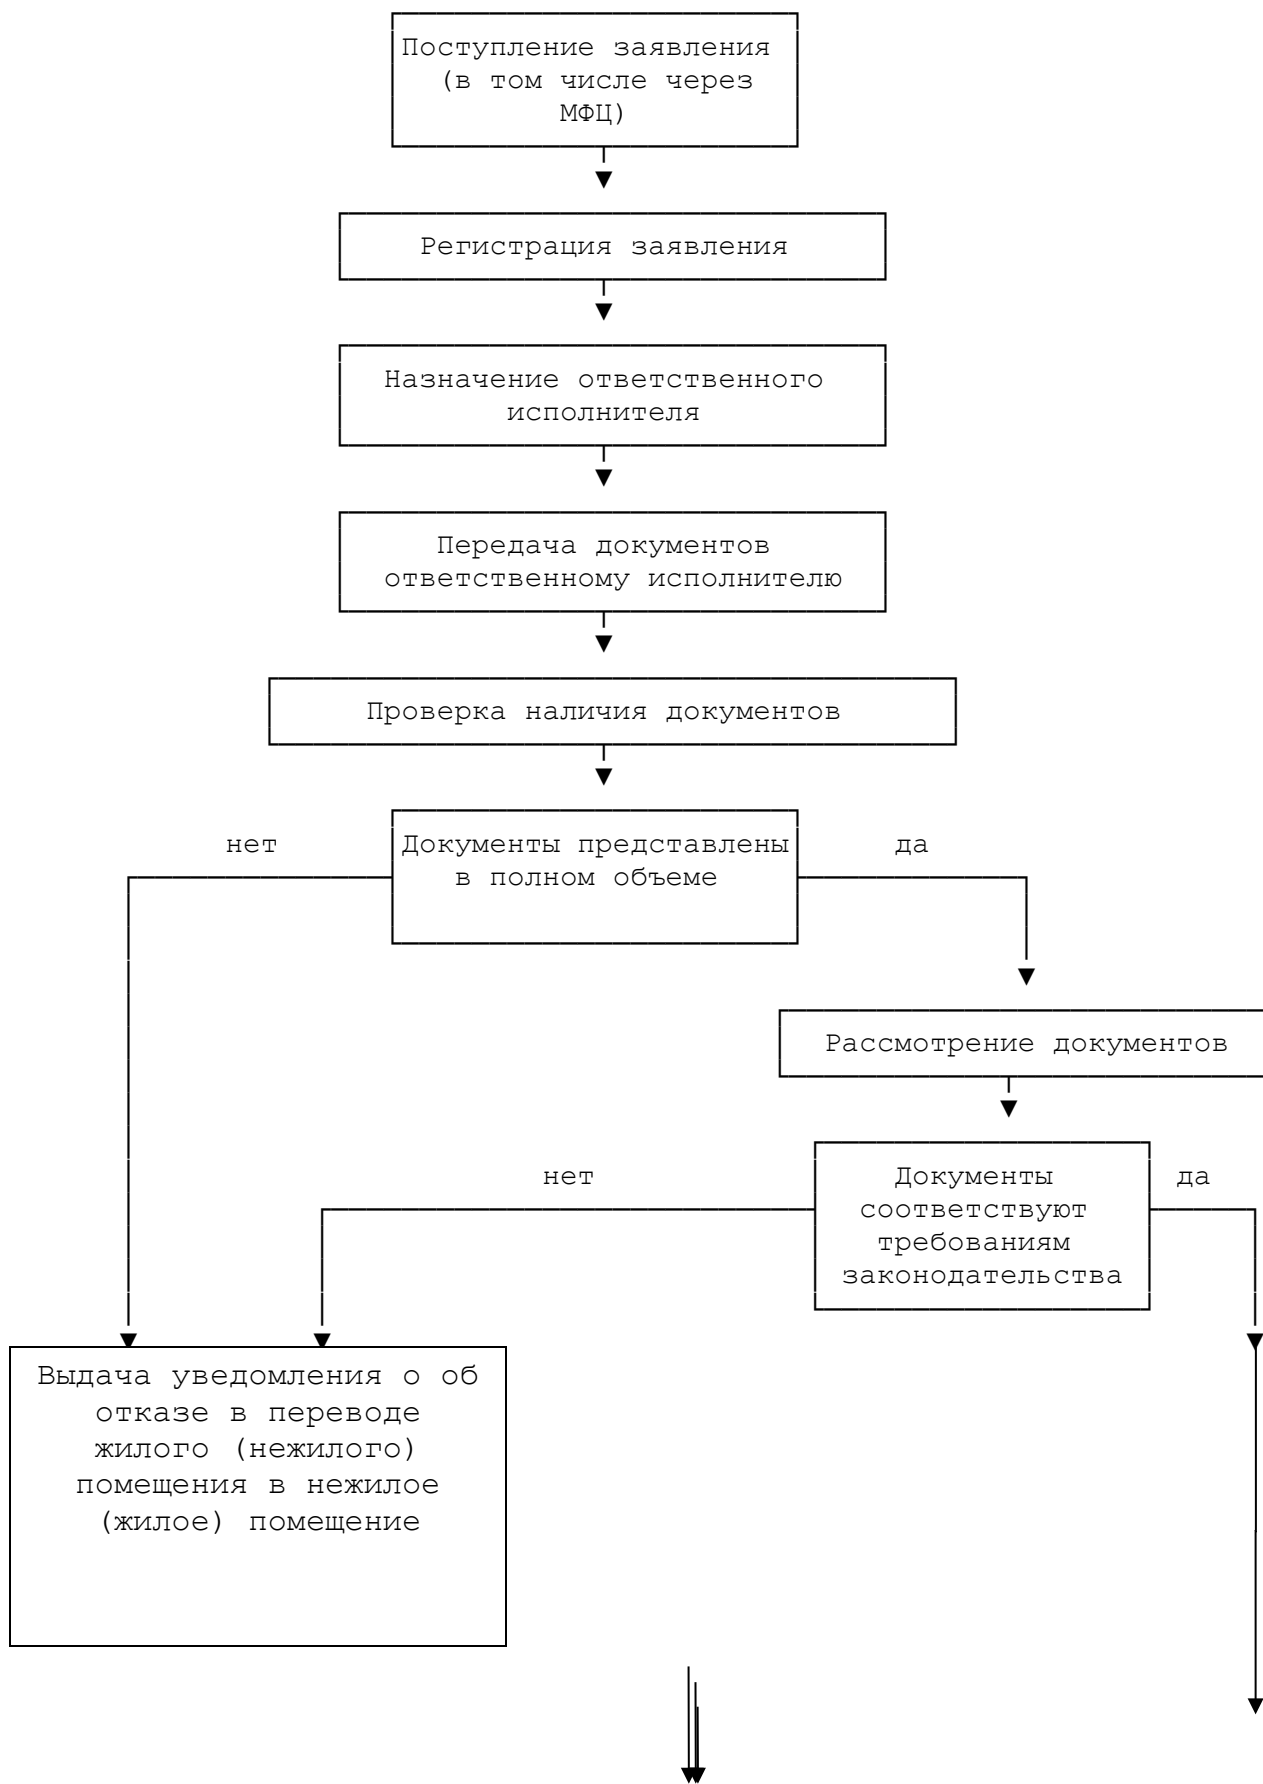 Поступление заявления
(в том числе через
МФЦ)
Регистрация заявления
Назначение ответственного
исполнителя
Передача документов
ответственному исполнителю
Проверка наличия документов
нет
Документы представлены
в полном объеме
да
Рассмотрение документов
нет
Документы
соответствуют
требованиям
законодательства
да
Выдача уведомления о об
отказе в переводе
жилого (нежилого)
помещения в нежилое
(жилое) помещение